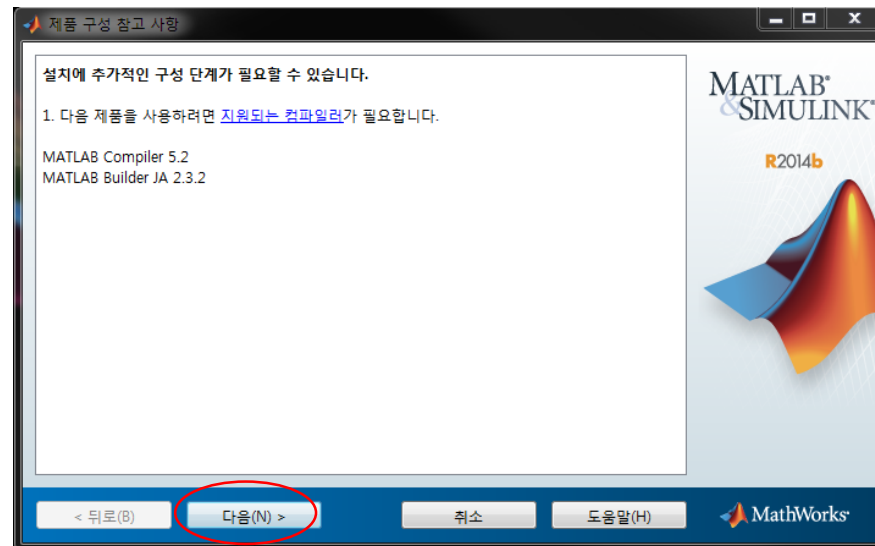 제품 구성 참고 사항
설치에 추가적인 구성 단계가 필요할 수 있습니다.
1. 다음 제품을 사용하려면 지원되는 컴파일러가 필요합니다.
MATLAB Compiler 5.2
MATLAB Builder JA 2.3.2
MATLAB®
&SIMULINK®
R2014b
< 뒤로(B)
다음(N) >
취소
도움말(H)
MathWorks®